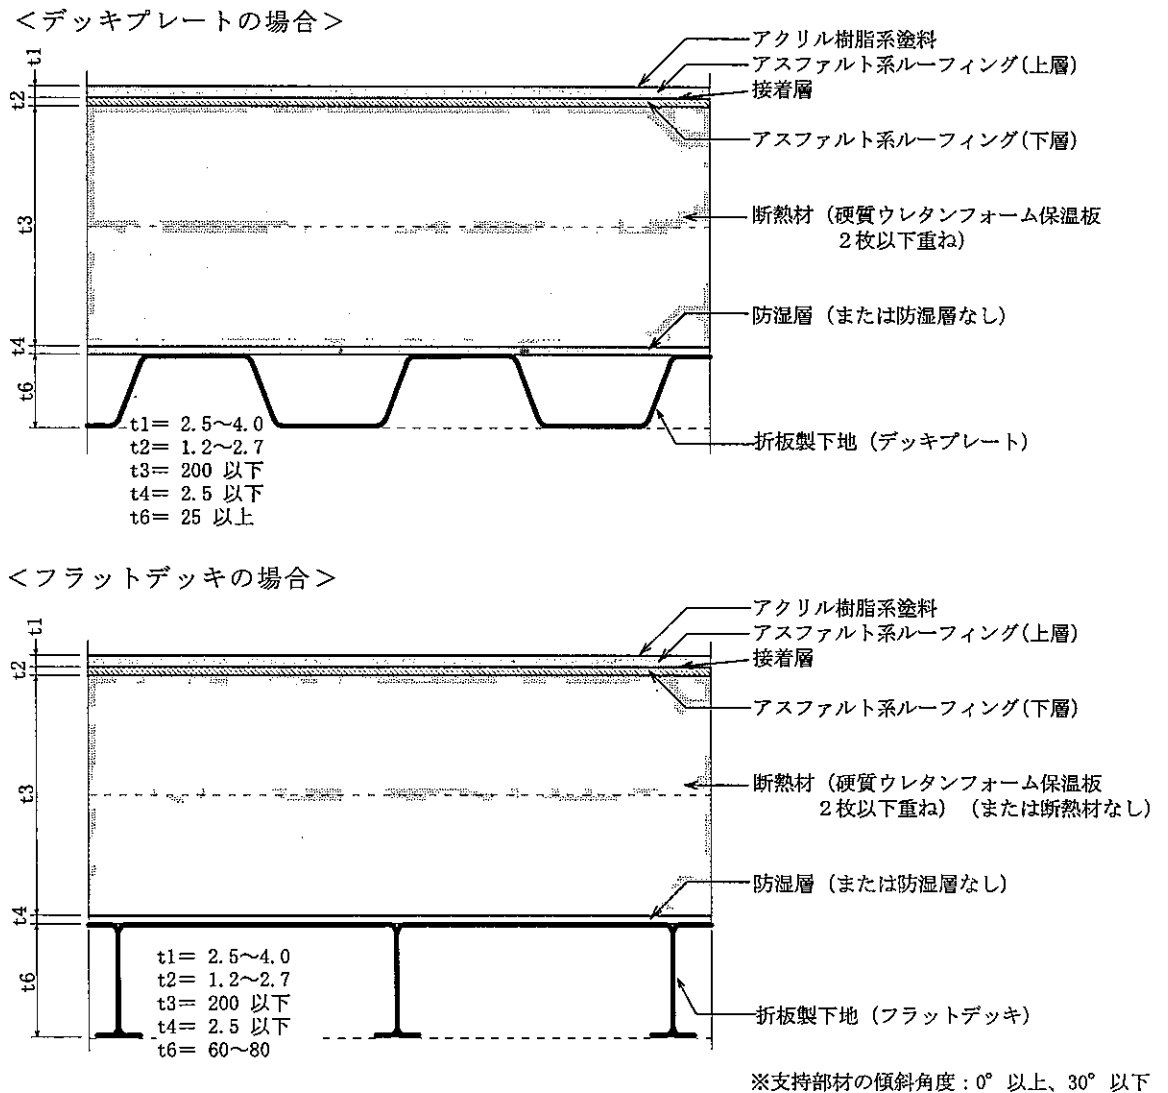 ＜デッキプレートの場合＞
t1
t2
t3
t4
t6
アクリル樹脂系塗料
アスファルト系ルーフィング(上層)
接着層
アスファルト系ルーフィング(下層)
断熱材（硬質ウレタンフォーム保温板
２枚以下重ね）
防湿層（または防湿層なし）
折板製下地（デッキプレート）
t1＝ 2.5～4.0
t2＝ 1.2～2.7
t3＝ 200 以下
t4＝ 2.5 以下
t6＝ 25 以上
＜フラットデッキの場合＞
t1
t2
t3
t4
t6
アクリル樹脂系塗料
アスファルト系ルーフィング(上層)
接着層
アスファルト系ルーフィング(下層)
断熱材（硬質ウレタンフォーム保温板
２枚以下重ね）（または断熱材なし）
防湿層（または防湿層なし）
折板製下地（フラットデッキ）
t1＝ 2.5～4.0
t2＝ 1.2～2.7
t3＝ 200 以下
t4＝ 2.5 以下
t6＝ 60～80
※支持部材の傾斜角度：0° 以上、30° 以下